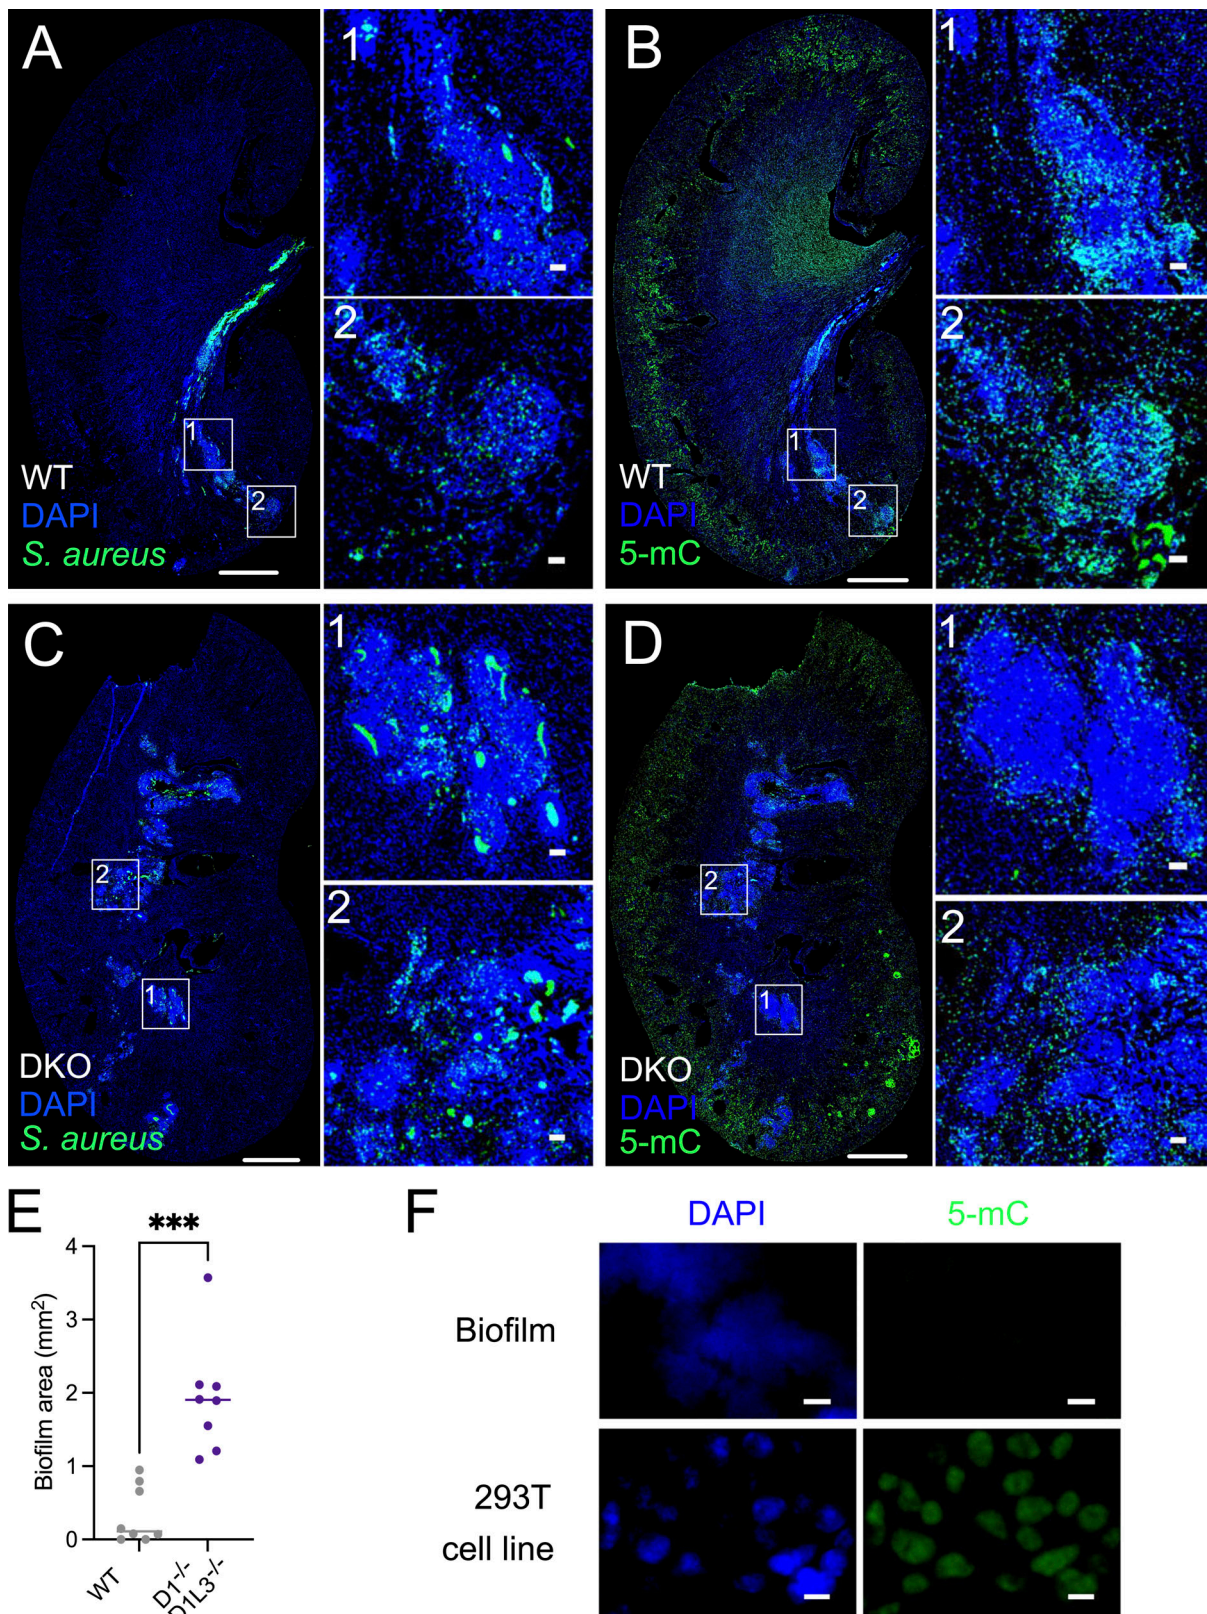 A
1
2
1
2
WT
DAPI
S. aureus
B
1
2
1
2
WT
DAPI
5-mC
C
1
2
2
1
DKO
DAPI
S. aureus
D
1
2
2
1
DKO
DAPI
5-mC
E
***
4
3
2
1
0
Biofilm area (mm²)
WT
D1-/-
D1L3-/-
F
DAPI
5-mC
Biofilm
293T
cell line